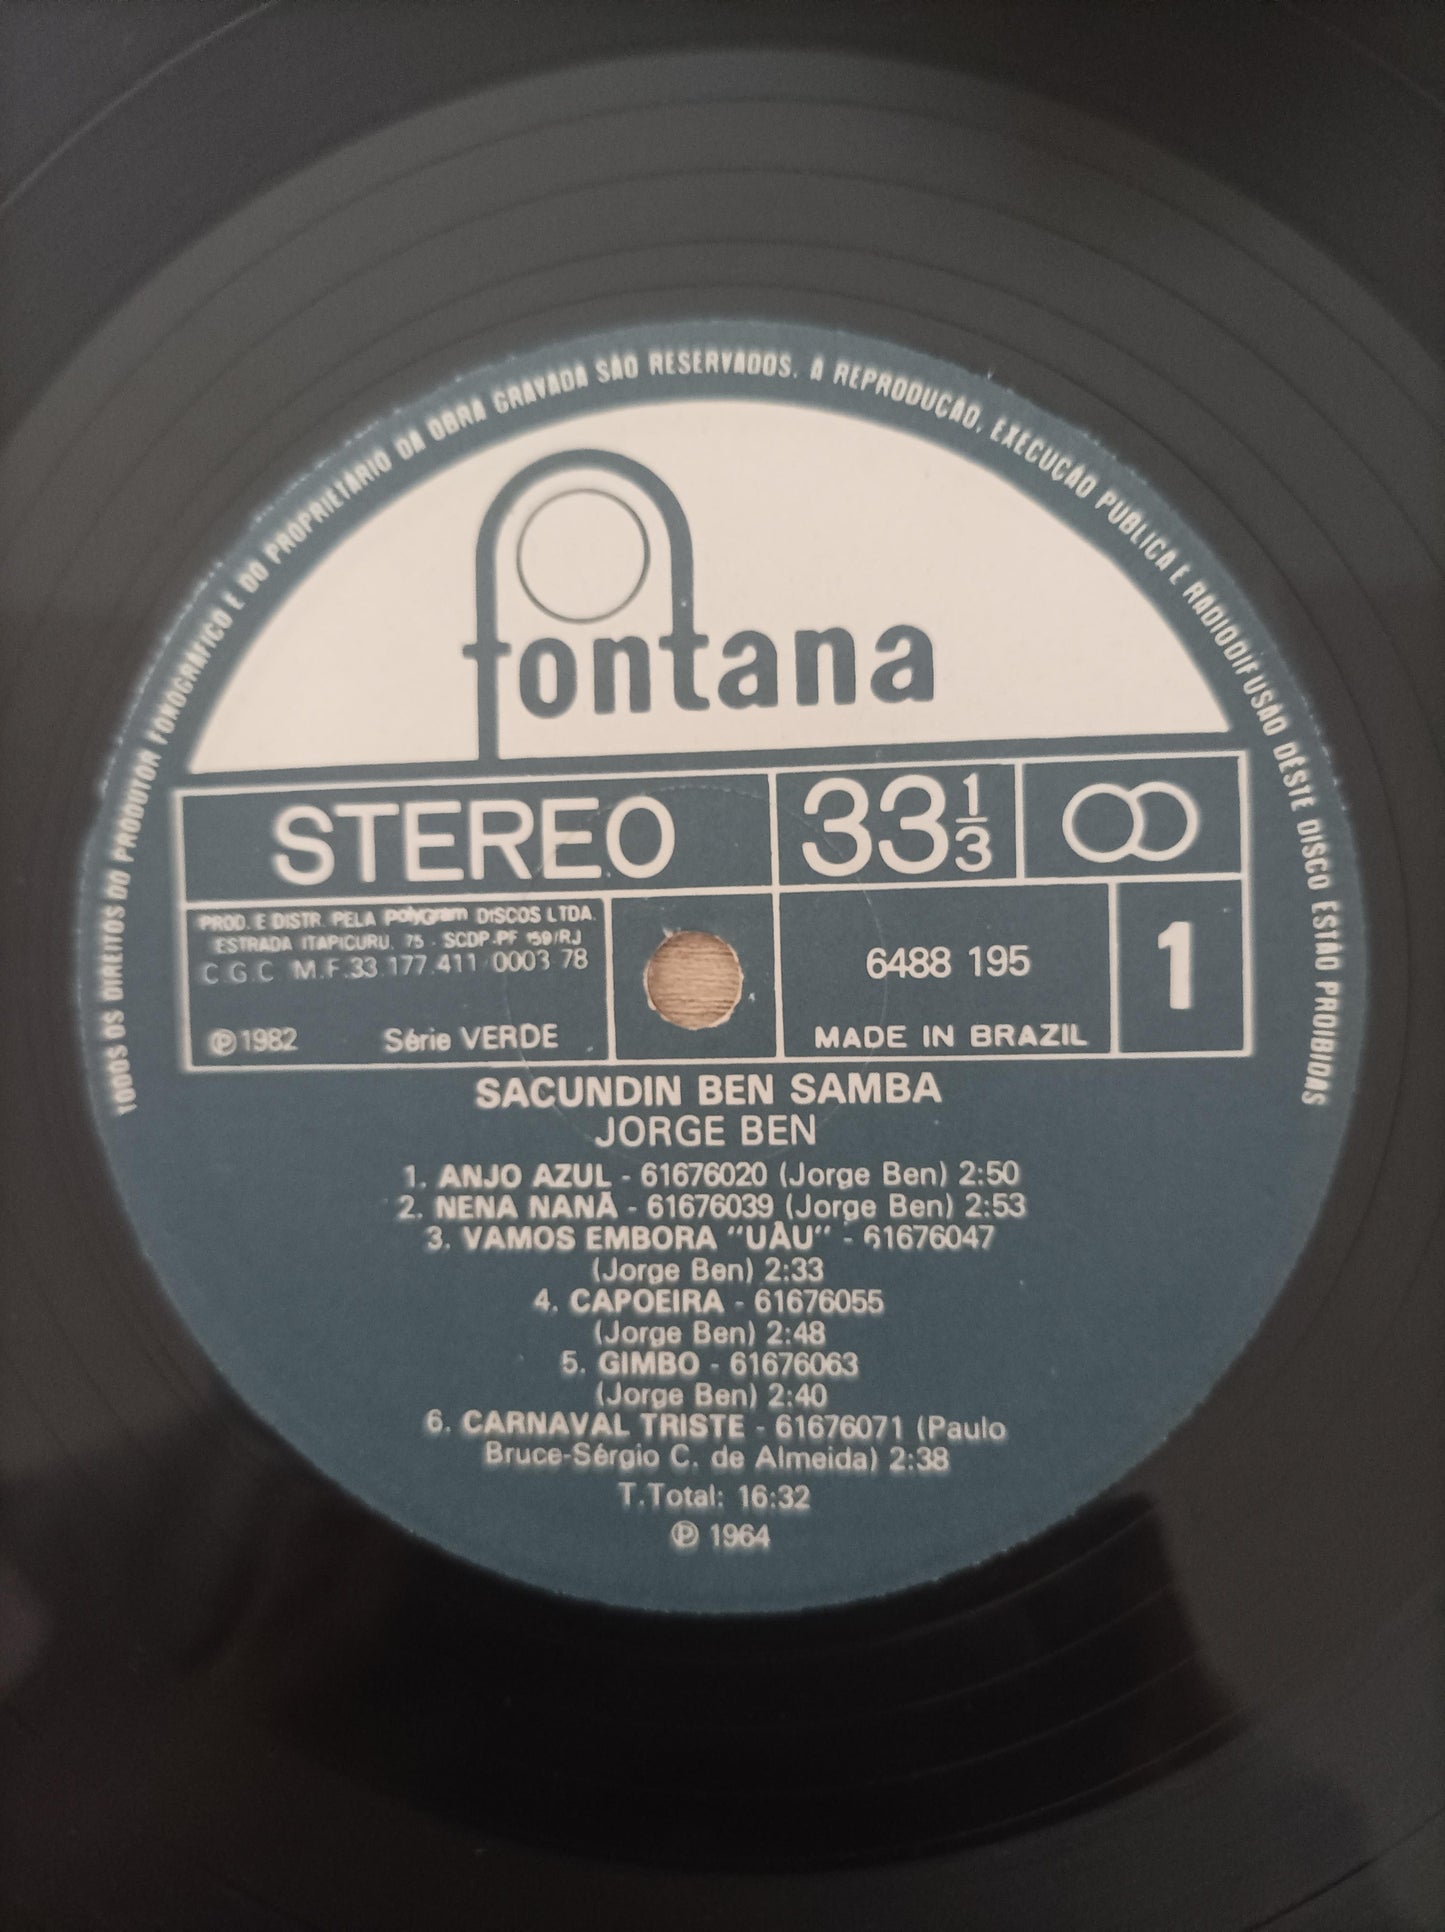 TODOS OS DIREITOS DO PRODUTOR FONOGRÁFICO E DO PROPRIETÁRIO DA OBRA GRAVADA SÃO RESERVADOS. A REPRODUÇÃO, EXECUÇÃO PÚBLICA E RADIODIFUSÃO DESTE DISCO ESTÃO PROIBIDAS
fontana
STEREO
33 1/3
PROD. E DISTR. PELA PolyGram DISCOS LTDA.
ESTRADA ITAPICURU, 75 - SCDP-PF 159/RJ
C.G.C M.F.33.177.411/0003 78
℗ 1982 Série VERDE
6488 195
MADE IN BRAZIL
1
SACUNDIN BEN SAMBA
JORGE BEN
1. ANJO AZUL - 61676020 (Jorge Ben) 2:50
2. NENA NANÃ - 61676039 (Jorge Ben) 2:53
3. VAMOS EMBORA "UÀU" - 61676047
(Jorge Ben) 2:33
4. CAPOEIRA - 61676055
(Jorge Ben) 2:48
5. GIMBO - 61676063
(Jorge Ben) 2:40
6. CARNAVAL TRISTE - 61676071 (Paulo
Bruce-Sérgio C. de Almeida) 2:38
T.Total: 16:32
℗ 1964